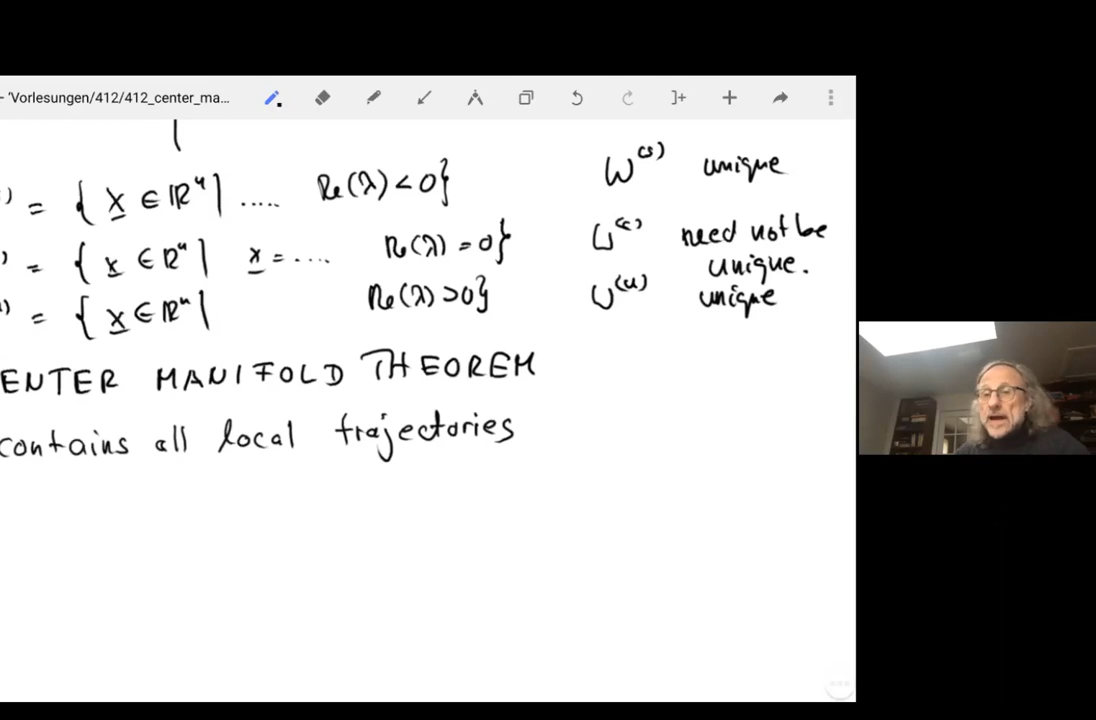 - 'Vorlesungen/412/412_center_ma...
) = { x ∈ ℝⁿ | ..... Re(λ) < 0} W⁽ˢ⁾ unique
) = { x ∈ ℝⁿ | x = .... Re(λ) = 0} W⁽ᶜ⁾ need not be unique.
) = { x ∈ ℝⁿ | Re(λ) > 0} W⁽ᵘ⁾ unique
ENTER MANIFOLD THEOREM
contains all local trajectories